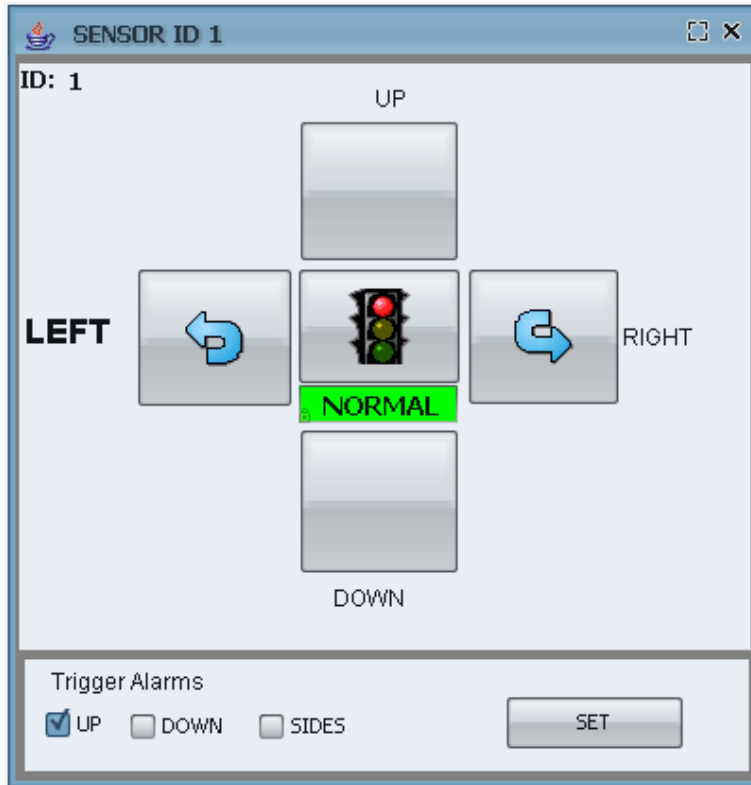 SENSOR ID 1
ID: 1
UP
LEFT
RIGHT
NORMAL
DOWN
Trigger Alarms
UP DOWN SIDES SET